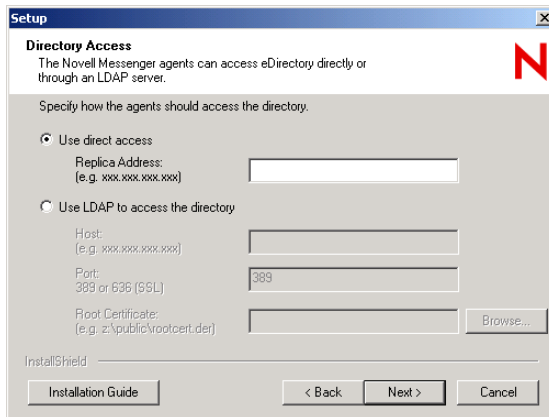 Setup
Directory Access
The Novell Messenger agents can access eDirectory directly or
through an LDAP server.
N
Specify how the agents should access the directory.
Use direct access
Replica Address:
(e.g. xxx.xxx.xxx.xxx)
Use LDAP to access the directory
Host:
(e.g. xxx.xxx.xxx.xxx)
Port:
389 or 636 (SSL)
389
Root Certificate:
(e.g. z:\public\rootcert.der)
Browse...
InstallShield
Installation Guide
< Back
Next >
Cancel